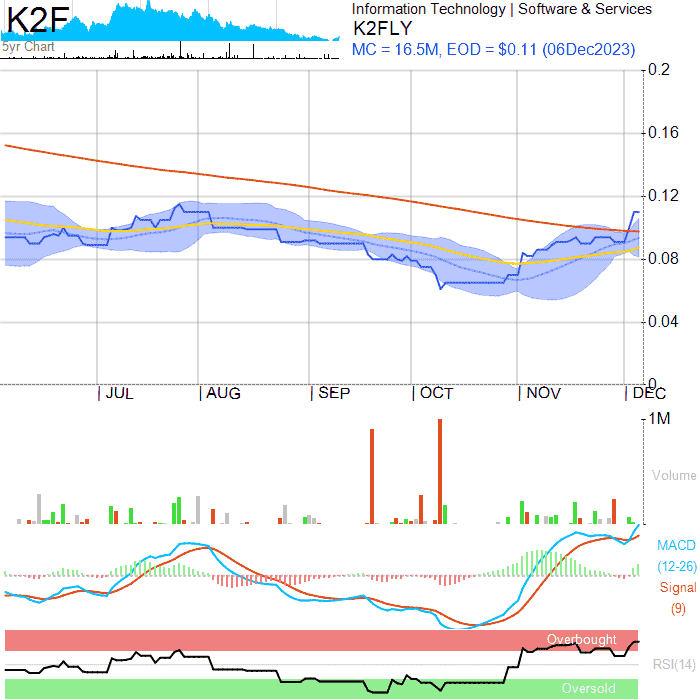 K2F
Information Technology | Software & Services
K2FLY
5yr Chart
MC = 16.5M, EOD = $0.11 (06Dec2023)
0.2
0.16
0.12
0.08
0.04
0
JUL AUG SEP OCT NOV DEC
1M
Volume
MACD
(12-26)
Signal
(9)
Overbought
RSI(14)
Oversold